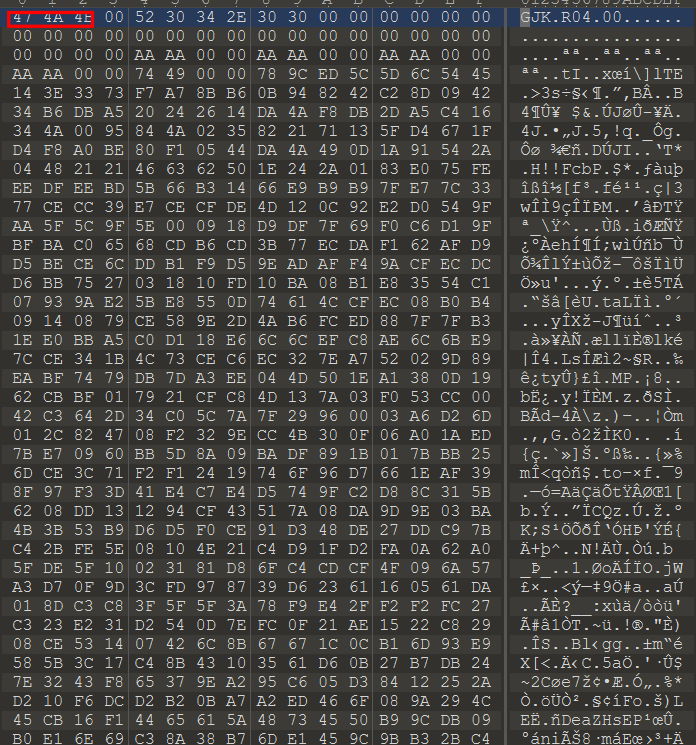 47 4A 4B 00 52 30 34 2E 30 30 00 00 00 00 00 00 GJK.R04.00......
00 00 00 00 00 00 00 00 00 00 00 00 00 00 00 00 ................
00 00 00 00 AA AA 00 00 AA AA 00 00 AA AA 00 00 ....ªª..ªª..ªª..
AA AA 00 00 74 49 00 00 78 9C ED 5C 5D 6C 54 45 ªª..tI..xœí\]lTE
14 3E 33 73 F7 A7 8B B6 0B 94 82 42 C2 8D 09 42 .>3s÷§‹¶.”‚BÂ..B
34 B6 DB A5 20 24 26 14 DA 4A F8 DB 2D A5 C4 16 4¶Û¥ $&.ÚJøÛ-¥Ä.
34 4A 00 95 84 4A 02 35 82 21 71 13 5F D4 67 1F 4J.•„J.5‚!q._Ôg.
D4 F8 A0 BE 80 F1 05 44 DA 4A 49 0D 1A 91 54 2A Ôø ¾€ñ.DÚJI..‘T*
04 48 21 21 46 63 62 50 1E 24 2A 01 83 E0 75 FE .H!!FcbP.$*.ƒàuþ
EE DF EE BD 5B 66 B3 14 66 E9 B9 B9 7F E7 7C 33 îßî½[f³.fé¹¹.ç|3
77 CE CC 39 E7 CE CF DE 4D 12 0C 92 E2 D0 54 9F wÎÌ9çÎÏÞM..’âÐTŸ
AA 5F 5C 9F 5E 00 09 18 D9 DF 7F 69 F0 C6 D1 9F ª_\Ÿ^...Ùß.iðÆÑŸ
BF BA C0 65 68 CD B6 CD 3B 77 EC DA F1 62 AF D9 ¿ºÀehÍ¶Í;wìÚñb¯Ù
D5 BE CE 6C DD B1 F9 D5 9E AD AF F4 9A CF EC DC Õ¾ÎlÝ±ùÕž-¯ôšÏìÜ
D6 BB 75 27 03 18 FD 10 BA 08 B1 E8 35 54 C1 Ö»u'...ý.º.±è5TÁ
07 93 9A E2 5B E8 55 0D 74 61 4C CF EC 08 B0 B4 .“šâ[èU.taLÏì.°´
09 14 08 79 CE 58 9E 2D 4A B6 FC ED 88 7F 7F B3 ...yÎXž-J¶üíˆ..³
1E E0 BB A5 C0 D1 18 E6 6C 6C EF C8 AE 6C 6B E9 .à»¥ÀÑ.ællïÈ®lké
7C CE 34 1B 4C 73 CE C6 EC 32 7E A7 52 02 9D 89 |Î4.LsÎÆì2~§R..‰
EA BF 74 79 DB 7D A3 EE 04 4D 50 1E A1 38 0D 19 ê¿tyÛ}£î.MP.¡8..
62 CB BF 01 79 21 CF C8 4D 13 7A 03 F0 53 CC 00 bË¿.y!ÏÈM.z.ðSÌ.
42 C3 64 2D 34 C0 5C 7A 7F 29 96 00 03 A6 D2 6D BÃd-4À\z.)–..¦Òm
01 2C 82 47 08 F2 32 9E CC 4B 30 0F 06 A0 1A ED .,‚G.ò2žÌK0.. .í
7B E7 09 60 BB 5D 8A 09 BA DF 89 1B 01 7B BB 25 {ç.`»]Š.ºß‰..{»%
6D CE 3C 71 F2 F1 24 19 74 6F 96 D7 66 1E AF 39 mÎ<qòñ$.to–×f.¯9
8F 97 F3 3D 41 E4 C7 E4 D5 74 9F C2 D8 8C 31 5B .—ó=AäÇäÕtŸÂØŒ1[
62 08 DD 13 12 94 CF 43 51 7A 08 DA 9D 9E 03 BA b.Ý..”ÏCQz.Ú.ž.º
4B 3B 53 B9 D6 D5 F0 CE 91 D3 48 DE 27 DD C9 7B K;S¹ÖÕðÎ‘ÓHÞ'ÝÉ{
C4 2B FE 5E 08 10 4E 21 C4 D9 1F D2 FA 0A 62 A0 Ä+þ^..N!ÄÙ.Òú.b
5F DE 5F 10 02 31 81 D8 6F C4 CD CF 4F 09 6A 57 _Þ_..1.ØoÄÍÏO.jW
A3 D7 0F 9D 3C FD 97 87 39 D6 23 61 16 05 61 DA £×..<ý—‡9Ö#a..aÚ
01 8D C3 C8 3F 5F 5F 3A 78 F9 E4 2F F2 F2 FC 27 ..ÃÈ?__:xùä/òòü'
C3 23 E2 31 D2 54 0D 7E FC 0F 21 AE 15 22 C8 29 Ã#â1ÒT.~ü.!®."È)
08 CE 53 14 07 42 6C 8B 67 67 1C 0C B1 6D 93 E9 .ÎS..Bl‹gg..±m“é
58 5B 3C 17 C4 8B 43 10 35 61 D6 0B 27 B7 DB 24 X[<.Ä‹C.5aÖ.'·Û$
7E 32 43 F8 65 37 9E A2 95 C6 05 D3 84 12 25 2A ~2Cøe7ž¢•Æ.Ó„.%*
D2 10 F6 DC D2 B2 0B A7 A2 ED 46 6F 08 9A 29 4C Ò.öÜÒ².§¢íFo.š)L
45 CB 16 F1 44 65 61 5A 48 73 45 50 B9 9C DB 09 EË.ñDeaZHsEP¹œÛ.
B0 E1 6E 69 C3 8A 38 B7 6D E1 45 9C 9B B3 2B C4 °ániÃŠ8·máEœ›³+Ä